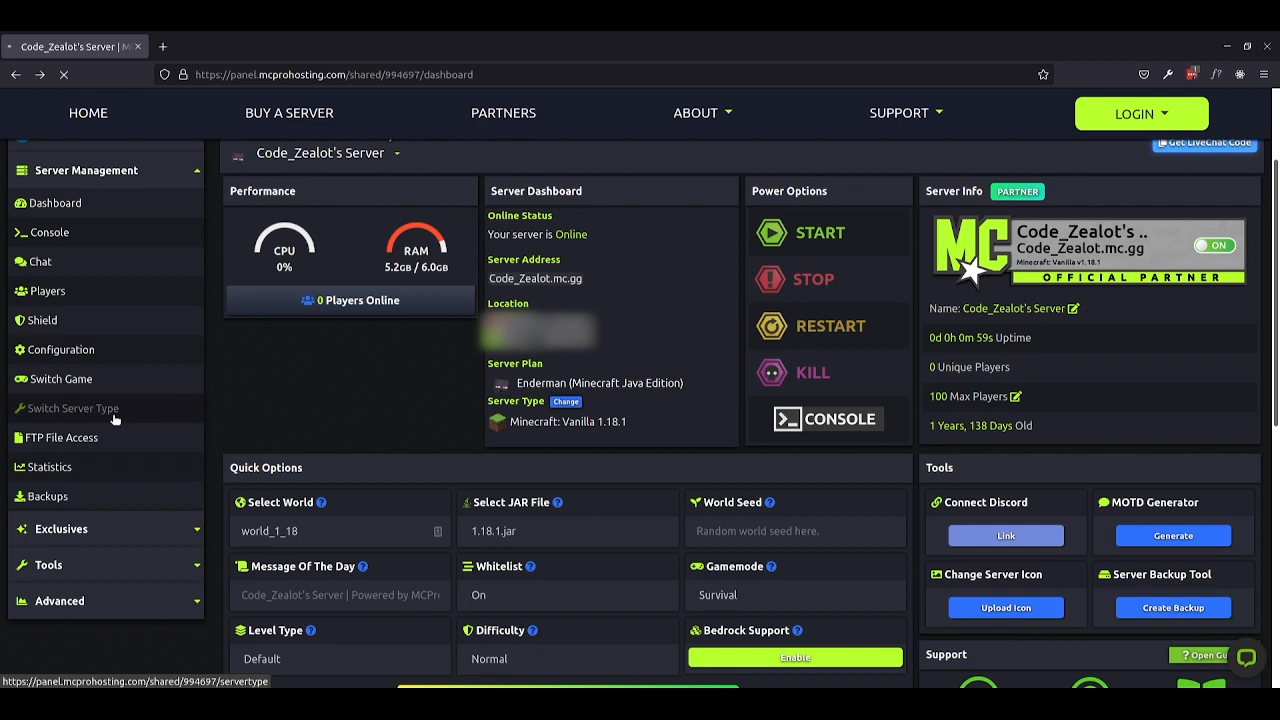 Code_Zealot's Server | M
https://panel.mcprohosting.com/shared/994697/dashboard
HOME
BUY A SERVER
PARTNERS
ABOUT
SUPPORT
LOGIN
Code_Zealot's Server
Get LiveChat Code
Server Management
Dashboard
Console
Chat
Players
Shield
Configuration
Switch Game
Switch Server Type
FTP File Access
Statistics
Backups
Exclusives
Tools
Advanced
Performance
CPU
0%
RAM
5.2GB / 6.0GB
0 Players Online
Server Dashboard
Online Status
Your server is Online
Server Address
Code_Zealot.mc.gg
Location
Server Plan
Enderman (Minecraft Java Edition)
Server Type Change
Minecraft: Vanilla 1.18.1
Power Options
START
STOP
RESTART
KILL
CONSOLE
Server Info PARTNER
MC
Code_Zealot's ..
Code_Zealot.mc.gg
Minecraft: Vanilla v1.18.1
ON
OFFICIAL PARTNER
Name: Code_Zealot's Server
0d 0h 0m 59s Uptime
0 Unique Players
100 Max Players
1 Years, 138 Days Old
Quick Options
Select World ?
world_1_18
Select JAR File ?
1.18.1.jar
World Seed ?
Random world seed here.
Message Of The Day ?
Code_Zealot's Server | Powered by MCPr
Whitelist ?
On
Gamemode ?
Survival
Level Type ?
Default
Difficulty ?
Normal
Bedrock Support ?
Enable
Tools
Connect Discord
Link
MOTD Generator
Generate
Change Server Icon
Upload Icon
Server Backup Tool
Create Backup
Support
? Open Gu
https://panel.mcprohosting.com/shared/994697/servertype